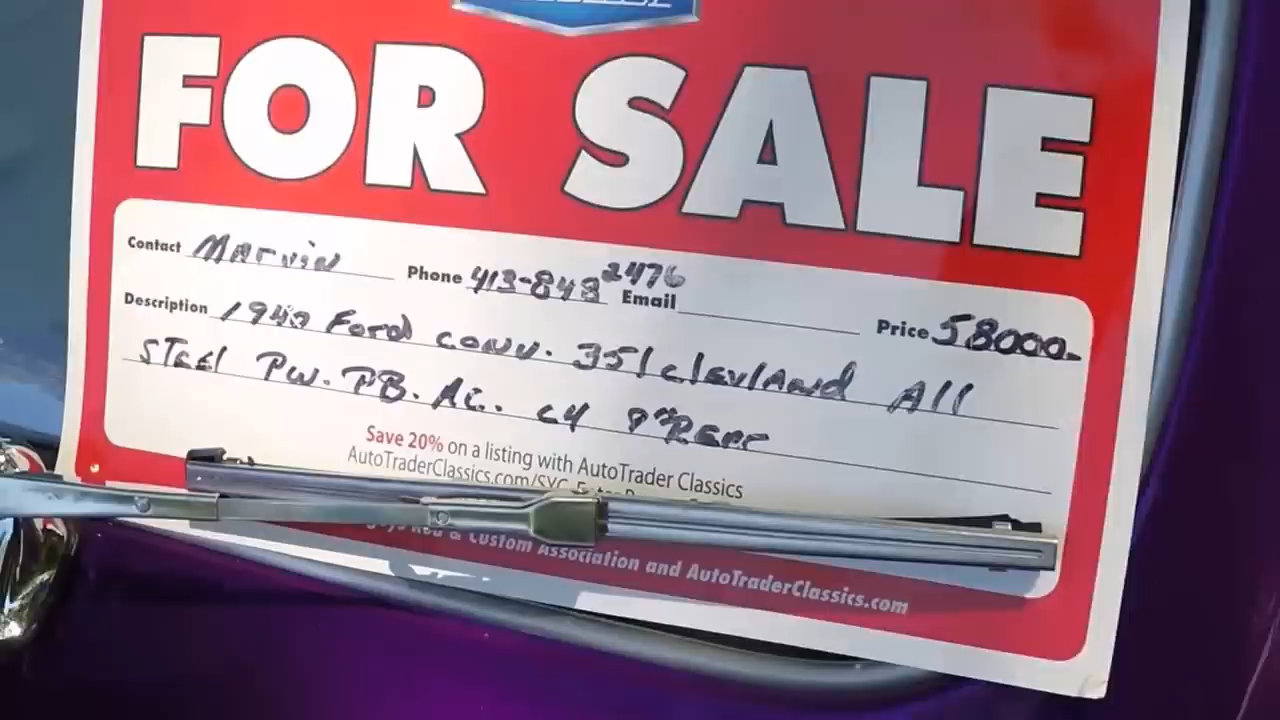 FOR SALE
Contact Marvin Phone 413-848 2476 Email Price 58000.
Description 1940 Ford conv. 351 clevland All
STEEl PW. PB. AC. C4 8" Rear
Save 20% on a listing with AutoTrader Classics
AutoTraderClassics.com/SYC
& Custom Association and AutoTraderClassics.com